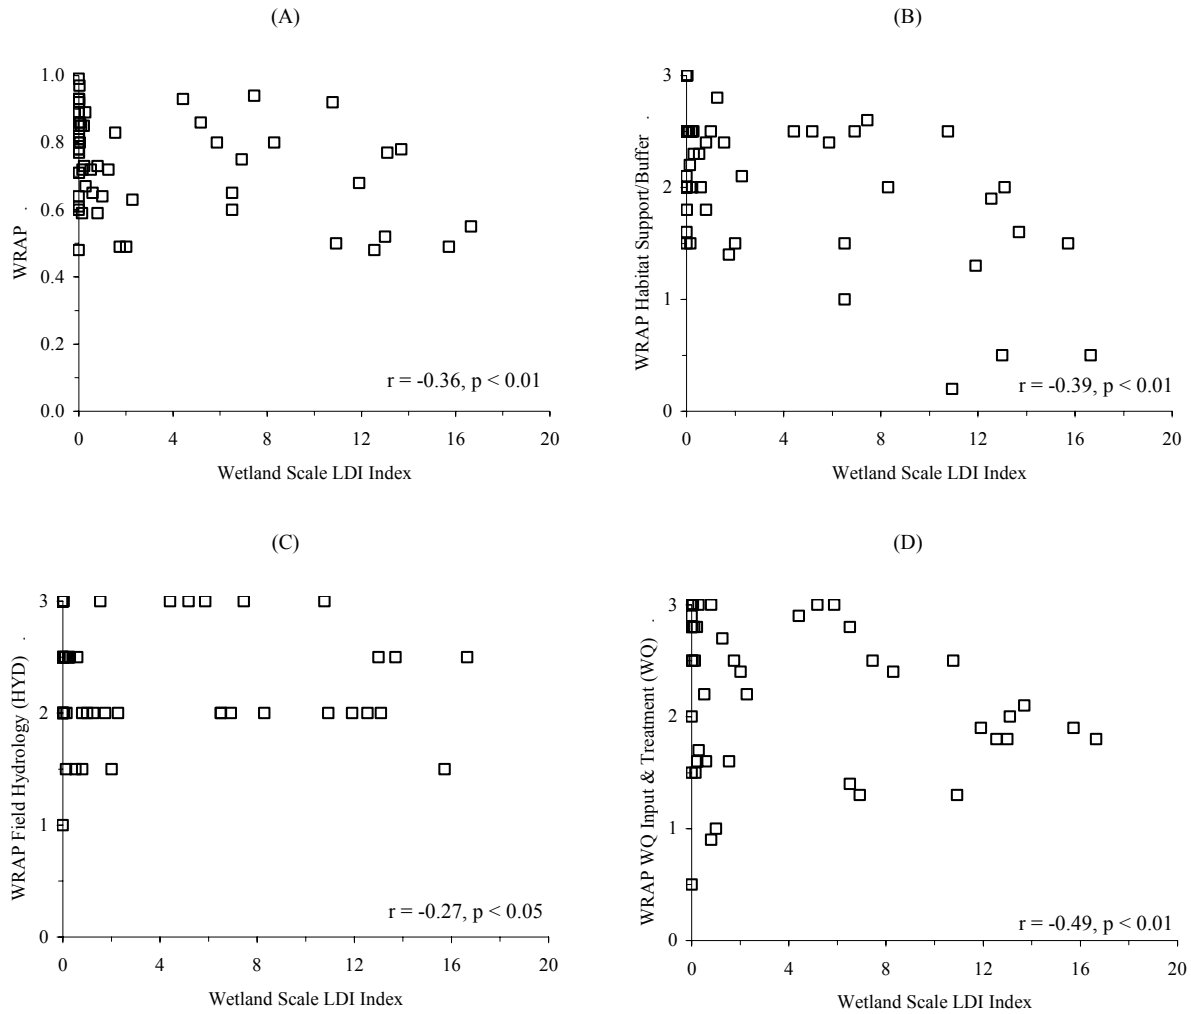 (A)
1.0
0.8
0.6
0.4
0.2
0.0
WRAP
r = -0.36, p < 0.01
0 4 8 12 16 20
Wetland Scale LDI Index
(B)
3
2
1
0
WRAP Habitat Support/Buffer
r = -0.39, p < 0.01
0 4 8 12 16 20
Wetland Scale LDI Index
(C)
3
2
1
0
WRAP Field Hydrology (HYD)
r = -0.27, p < 0.05
0 4 8 12 16 20
Wetland Scale LDI Index
(D)
3
2
1
0
WRAP WQ Input & Treatment (WQ)
r = -0.49, p < 0.01
0 4 8 12 16 20
Wetland Scale LDI Index